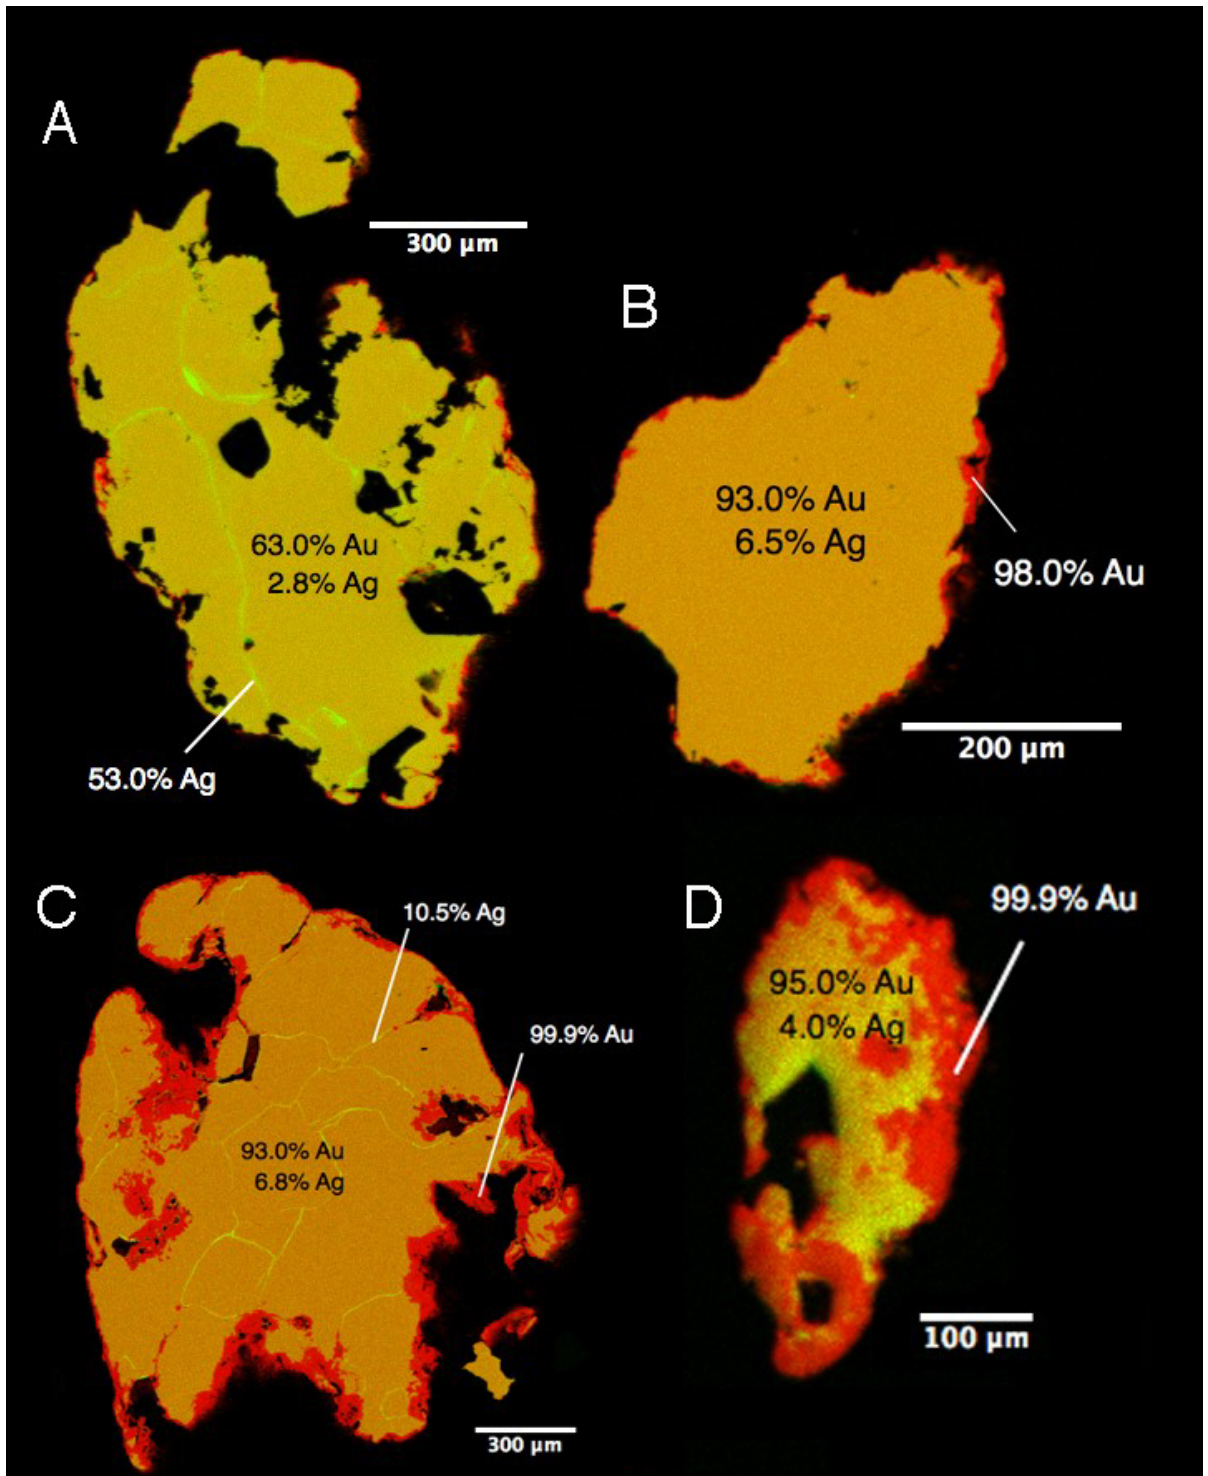 A
300 µm
B
93.0% Au
6.5% Ag
63.0% Au
2.8% Ag
98.0% Au
200 µm
53.0% Ag
C
10.5% Ag
D
99.9% Au
95.0% Au
4.0% Ag
99.9% Au
93.0% Au
6.8% Ag
100 µm
300 µm